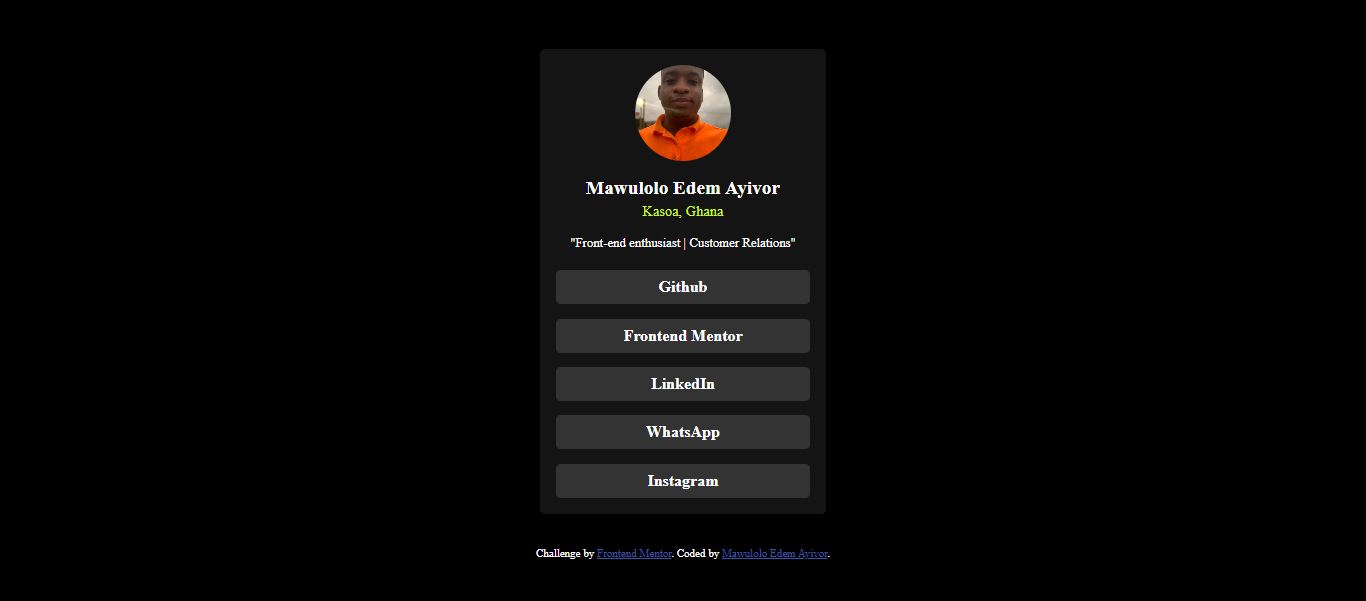 Mawulolo Edem Ayivor
Kasoa, Ghana
"Front-end enthusiast | Customer Relations"
Github
Frontend Mentor
LinkedIn
WhatsApp
Instagram
Challenge by Frontend Mentor. Coded by Mawulolo Edem Ayivor.